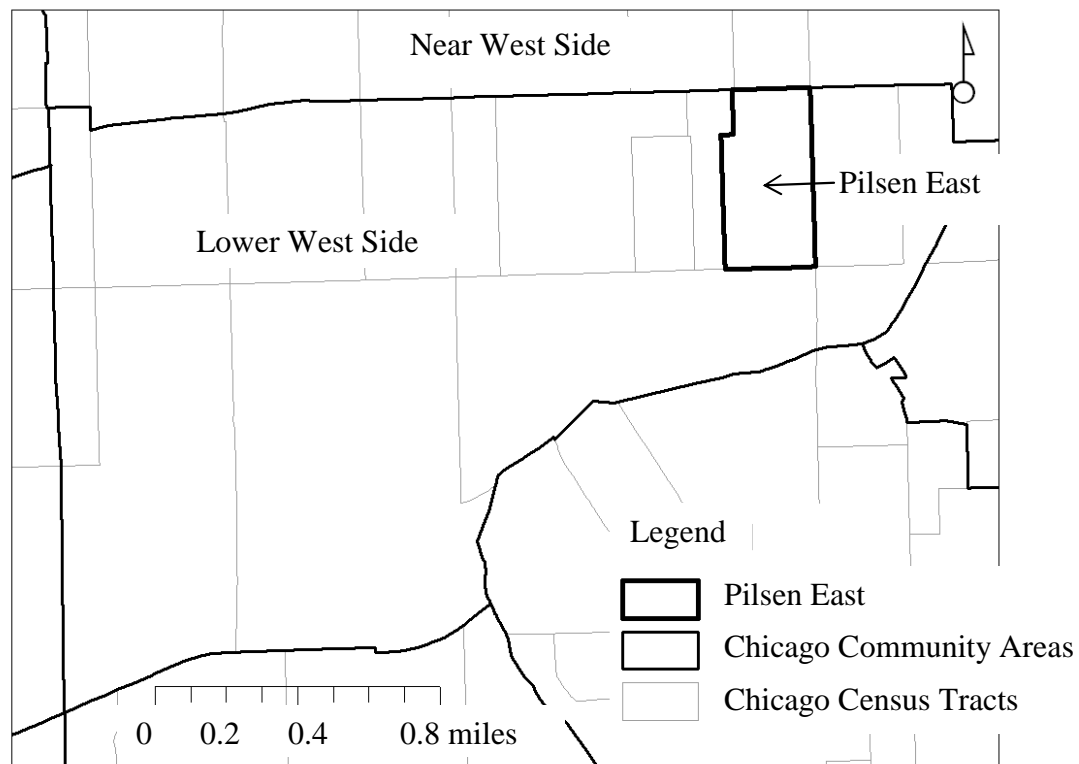 Near West Side
Pilsen East
Lower West Side
Legend
Pilsen East
Chicago Community Areas
Chicago Census Tracts
0 0.2 0.4 0.8 miles